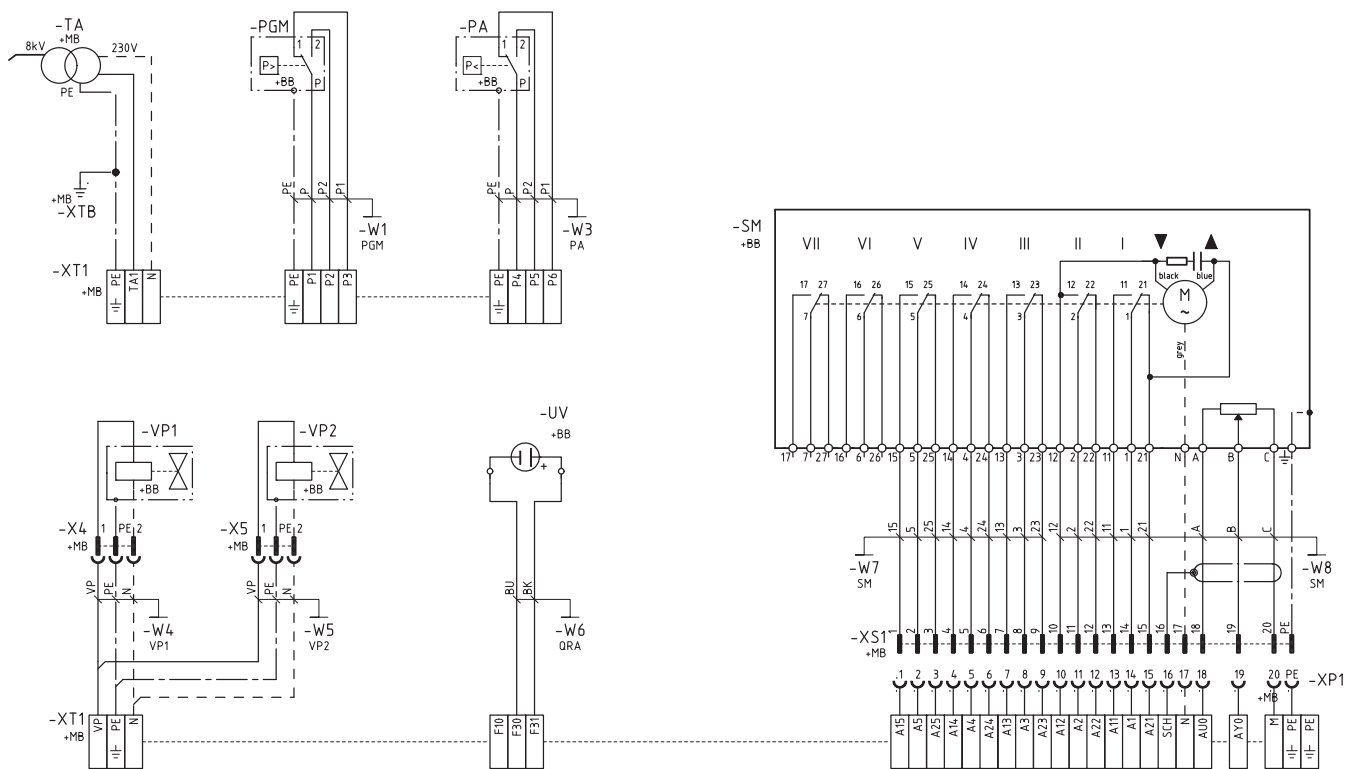 -TA
+MB
8kV
230V
PE
+MB
-XTB
-XT1
+MB
PE
TA1
N
-PGM
1 2
P>
+BB
P
PE
P
P2
P1
-W1
PGM
PE
P1
P2
P3
-PA
1 2
P<
+BB
P
PE
P
P2
P1
-W3
PA
PE
P4
P5
P6
-SM
+BB
VII VI V IV III II I
black
blue
17 27 16 26 15 25 14 24 13 23 12 22 11 21
M
~
7 6 5 4 3 2 1
grey
17 7 27 16 6 26 15 5 25 14 4 24 13 3 23 12 2 22 11 1 21 N A B C
15 5 25 14 4 24 13 3 23 12 2 22 11 1 21 A B C
-W7
SM
-W8
SM
-XS1
+MB
1 2 3 4 5 6 7 8 9 10 11 12 13 14 15 16 17 18 19 20 PE
1 2 3 4 5 6 7 8 9 10 11 12 13 14 15 16 17 18 19 20 PE
-XP1
+MB
A15 A5 A25 A14 A4 A24 A13 A3 A23 A12 A2 A22 A11 A1 A21 SCH N AU0 AY0 M PE PE
-VP1
+BB
-X4
+MB
1 PE 2
VP
PE
N
-W4
VP1
-VP2
+BB
-X5
+MB
1 PE 2
VP
PE
N
-W5
VP2
-XT1
+MB
VP
PE
N
-UV
+BB
+
BU
BK
-W6
QRA
F10
F30
F31